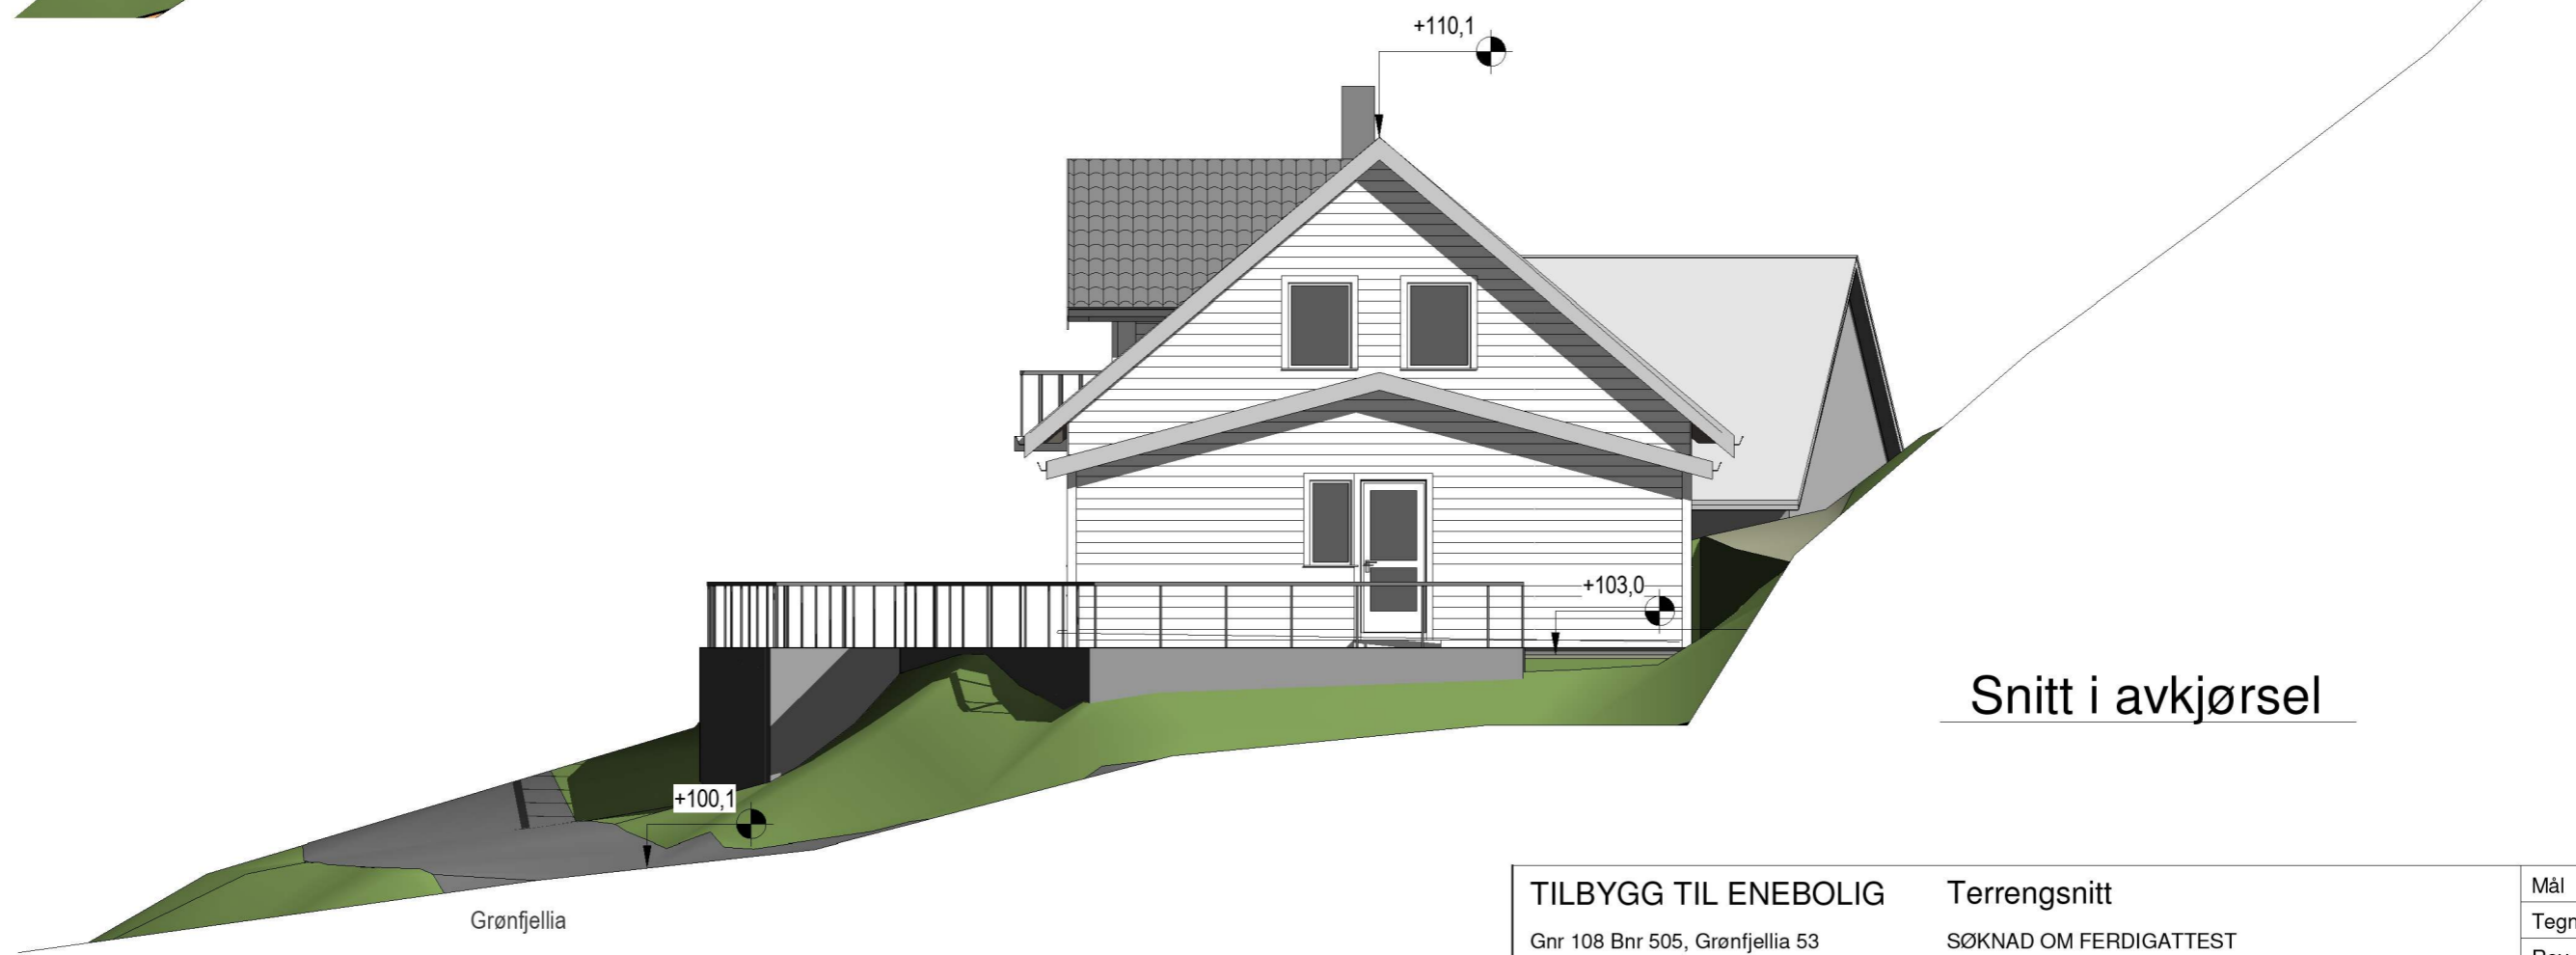 +110,1
+103,0
Snitt i avkjørsel
+100,1
Grønfjellia
TILBYGG TIL ENEBOLIG
Gnr 108 Bnr 505, Grønfjellia 53
Terrengsnitt
SØKNAD OM FERDIGATTEST
Mål